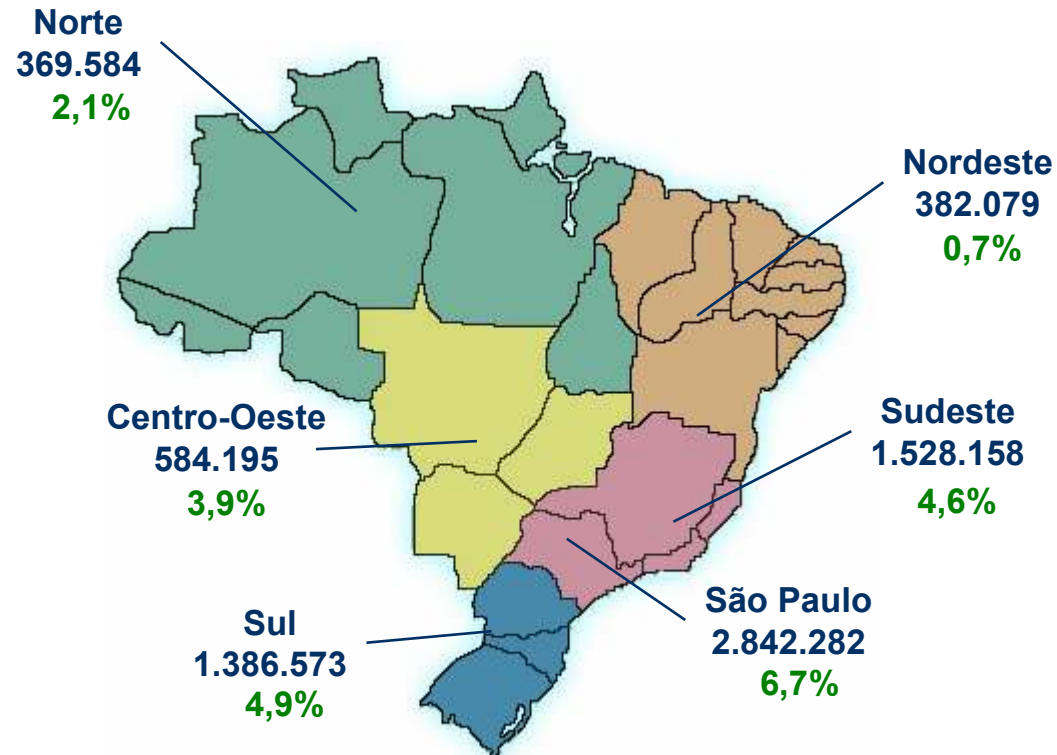 Norte
369.584
2,1%
Nordeste
382.079
0,7%
Centro-Oeste
584.195
3,9%
Sudeste
1.528.158
4,6%
São Paulo
2.842.282
6,7%
Sul
1.386.573
4,9%